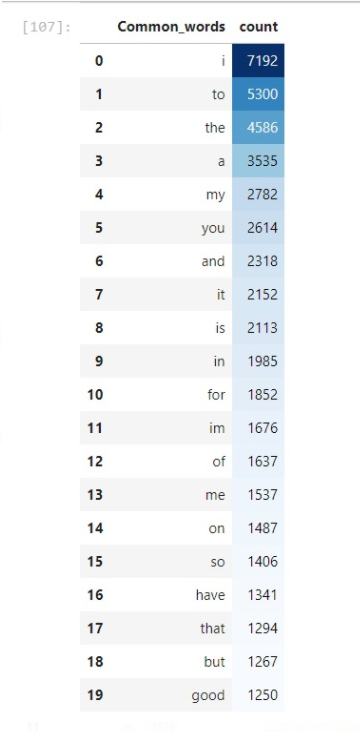 [107]:
Common_words count
0 i 7192
1 to 5300
2 the 4586
3 a 3535
4 my 2782
5 you 2614
6 and 2318
7 it 2152
8 is 2113
9 in 1985
10 for 1852
11 im 1676
12 of 1637
13 me 1537
14 on 1487
15 so 1406
16 have 1341
17 that 1294
18 but 1267
19 good 1250